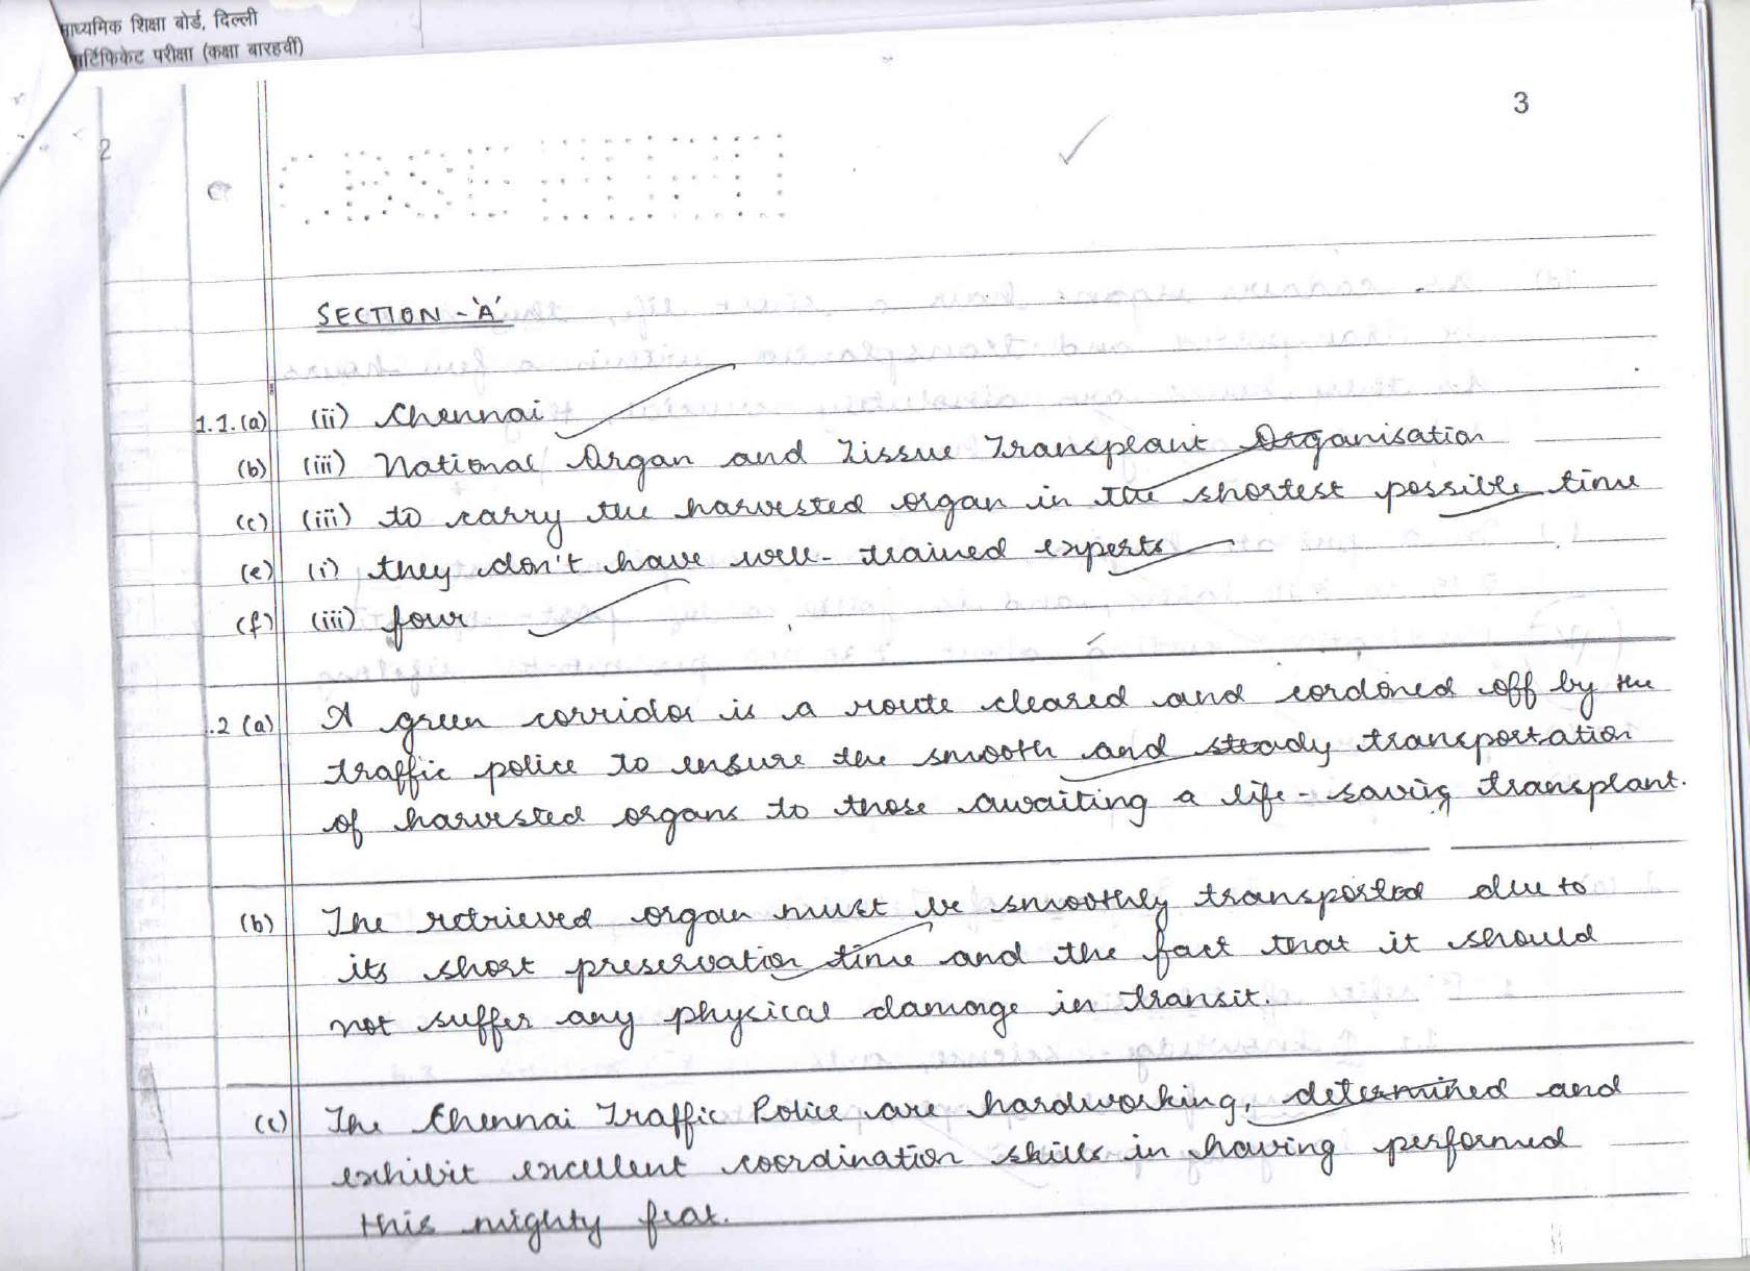 माध्यमिक शिक्षा बोर्ड, दिल्ली
सर्टिफिकेट परीक्षा (कक्षा बारहवीं)
3
2
CBSE
SECTION - 'A'
1.1.(a) (ii) Chennai
(b) (iii) National Organ and Tissue Transplant Organisation
(c) (iii) to carry the harvested organ in the shortest possible time
(e) (i) they don't have well-trained experts
(f) (iii) four
.2 (a) A green corridor is a route cleared and cordoned off by the
traffic police to ensure the smooth and steady transportation
of harvested organs to those awaiting a life-saving transplant.
(b) The retrieved organ must be smoothly transported due to
its short preservation time and the fact that it should
not suffer any physical damage in transit.
(c) The Chennai Traffic Police are hardworking, determined and
exhibit excellent coordination skills in having performed
this mighty feat.